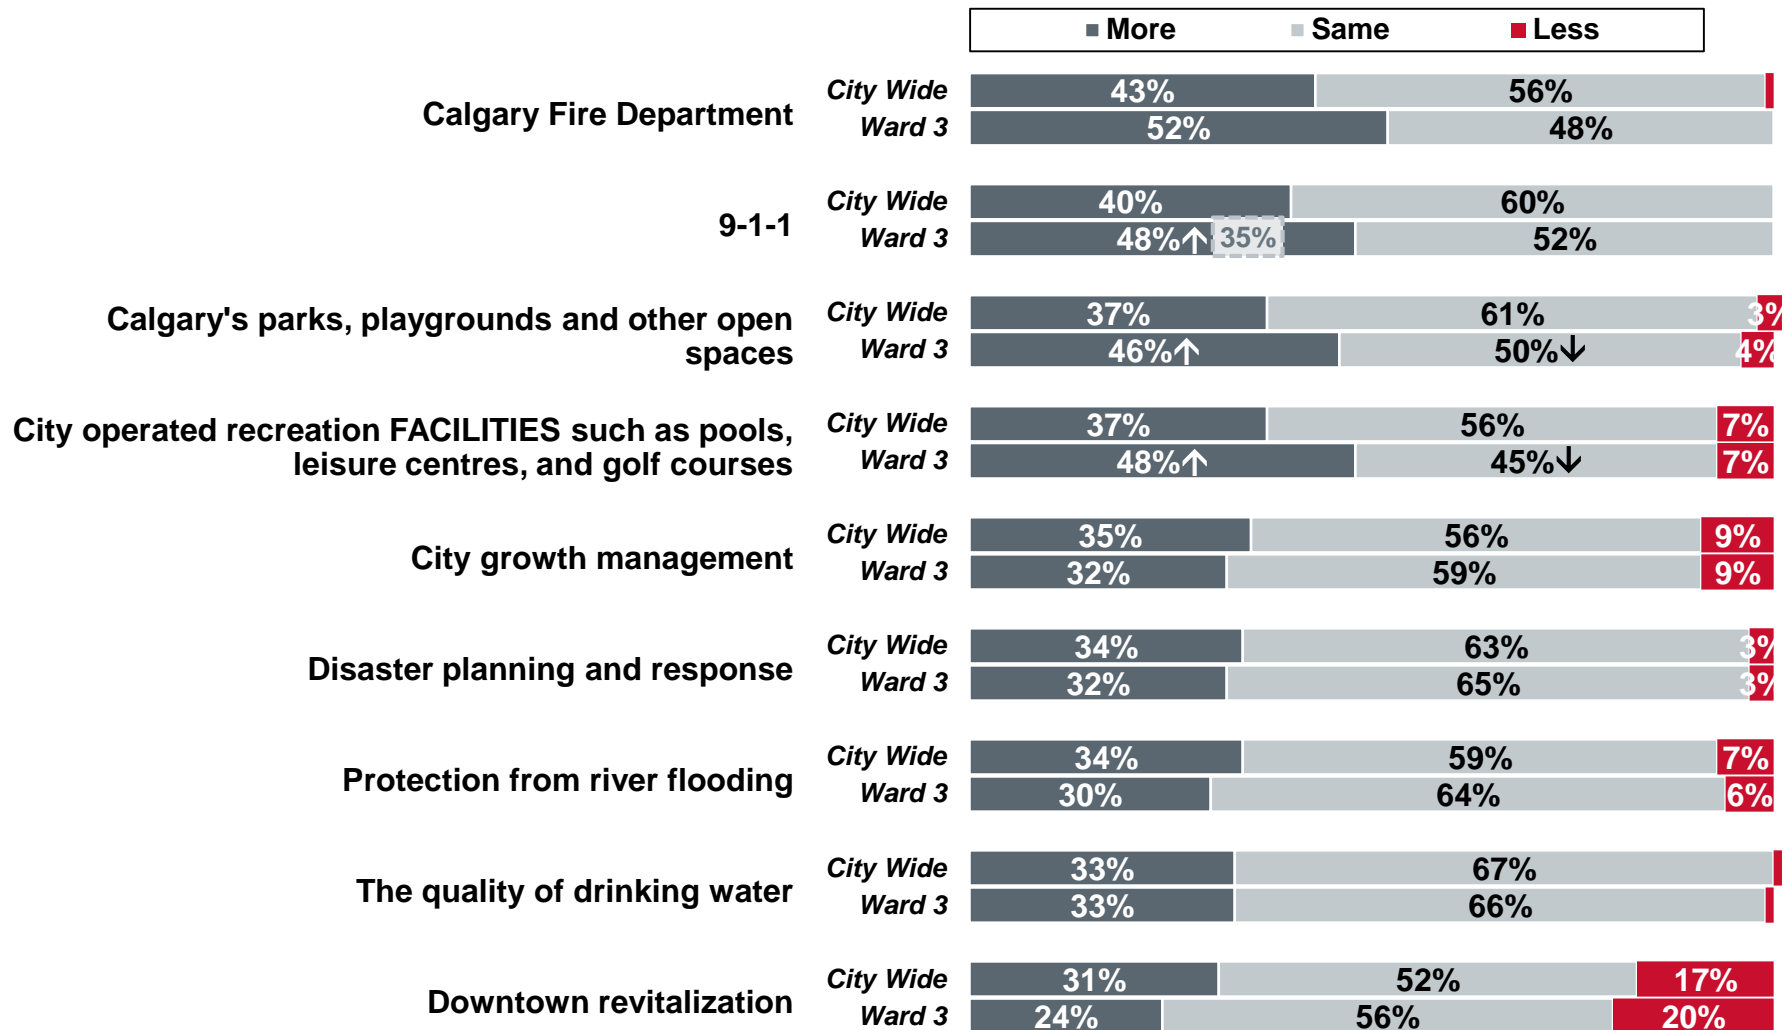 More Same Less
Calgary Fire Department
City Wide 43% 56%
Ward 3 52% 48%
9-1-1
City Wide 40% 60%
Ward 3 48%↑ 35% 52%
Calgary's parks, playgrounds and other open
spaces
City Wide 37% 61% 3%
Ward 3 46%↑ 50%↓ 4%
City operated recreation FACILITIES such as pools,
leisure centres, and golf courses
City Wide 37% 56% 7%
Ward 3 48%↑ 45%↓ 7%
City growth management
City Wide 35% 56% 9%
Ward 3 32% 59% 9%
Disaster planning and response
City Wide 34% 63% 3%
Ward 3 32% 65% 3%
Protection from river flooding
City Wide 34% 59% 7%
Ward 3 30% 64% 6%
The quality of drinking water
City Wide 33% 67%
Ward 3 33% 66%
Downtown revitalization
City Wide 31% 52% 17%
Ward 3 24% 56% 20%